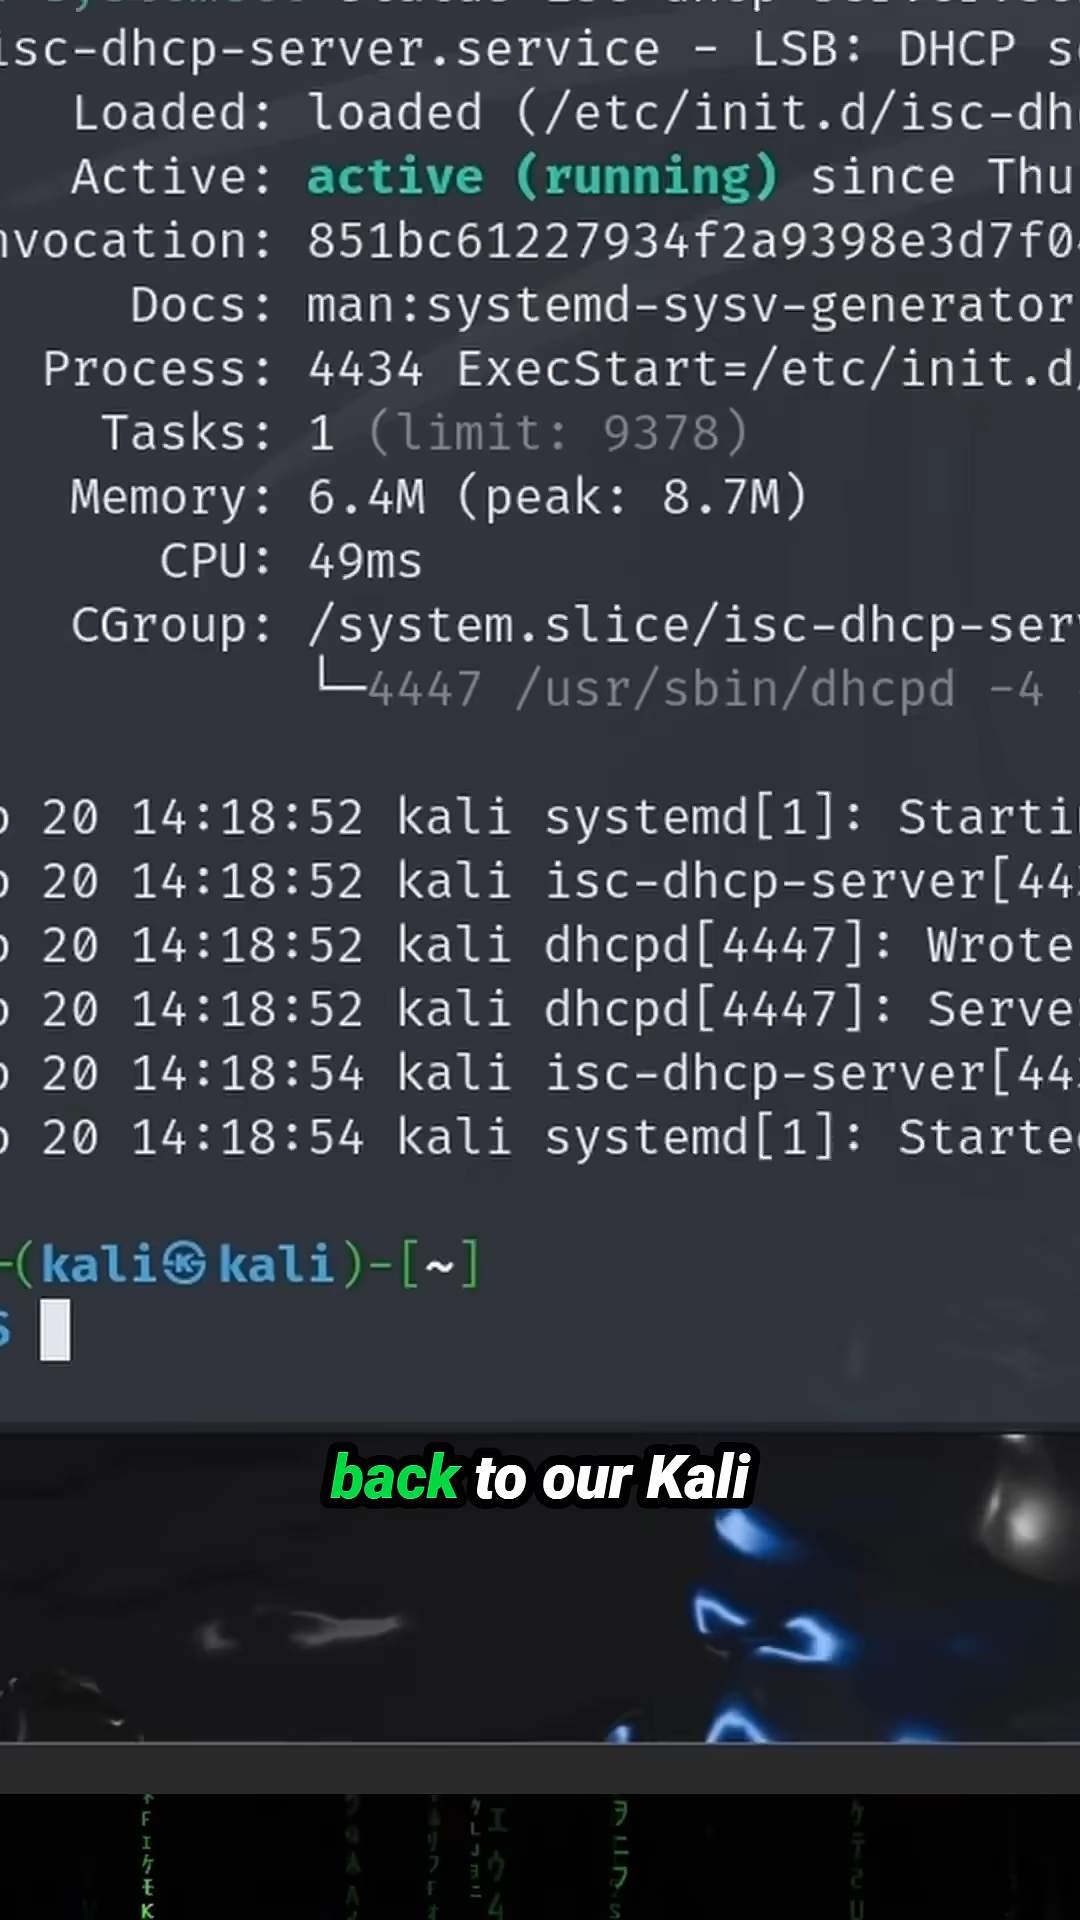 isc-dhcp-server.service - LSB: DHCP s
Loaded: loaded (/etc/init.d/isc-dh
Active: active (running) since Thu
nvocation: 851bc61227934f2a9398e3d7f0
Docs: man:systemd-sysv-generator
Process: 4434 ExecStart=/etc/init.d/
Tasks: 1 (limit: 9378)
Memory: 6.4M (peak: 8.7M)
CPU: 49ms
CGroup: /system.slice/isc-dhcp-ser
└─4447 /usr/sbin/dhcpd -4
20 14:18:52 kali systemd[1]: Starti
20 14:18:52 kali isc-dhcp-server[44
20 14:18:52 kali dhcpd[4447]: Wrote
20 14:18:52 kali dhcpd[4447]: Serve
20 14:18:54 kali isc-dhcp-server[44
20 14:18:54 kali systemd[1]: Starte
-(kali㉿kali)-[~]
$
back to our Kali